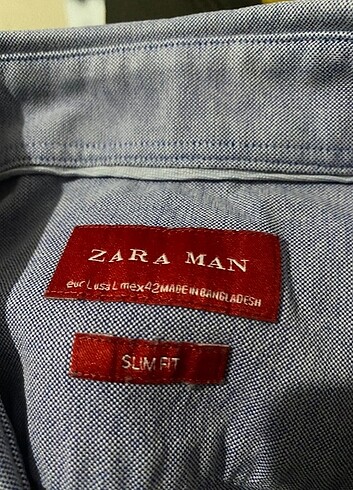 ZARA MAN
eur L usa L mex 42 MADE IN BANGLADESH
SLIM FIT